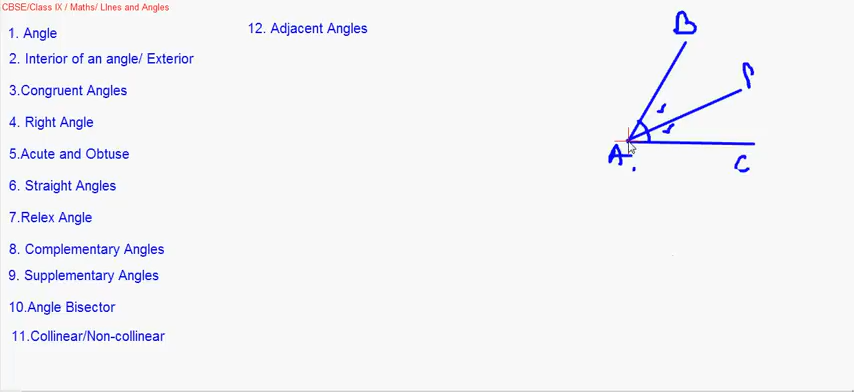 CBSE/Class IX / Maths/ LInes and Angles
1. Angle
2. Interior of an angle/ Exterior
3.Congruent Angles
4. Right Angle
5.Acute and Obtuse
6. Straight Angles
7.Relex Angle
8. Complementary Angles
9. Supplementary Angles
10.Angle Bisector
11.Collinear/Non-collinear
12. Adjacent Angles
B
P
A
C